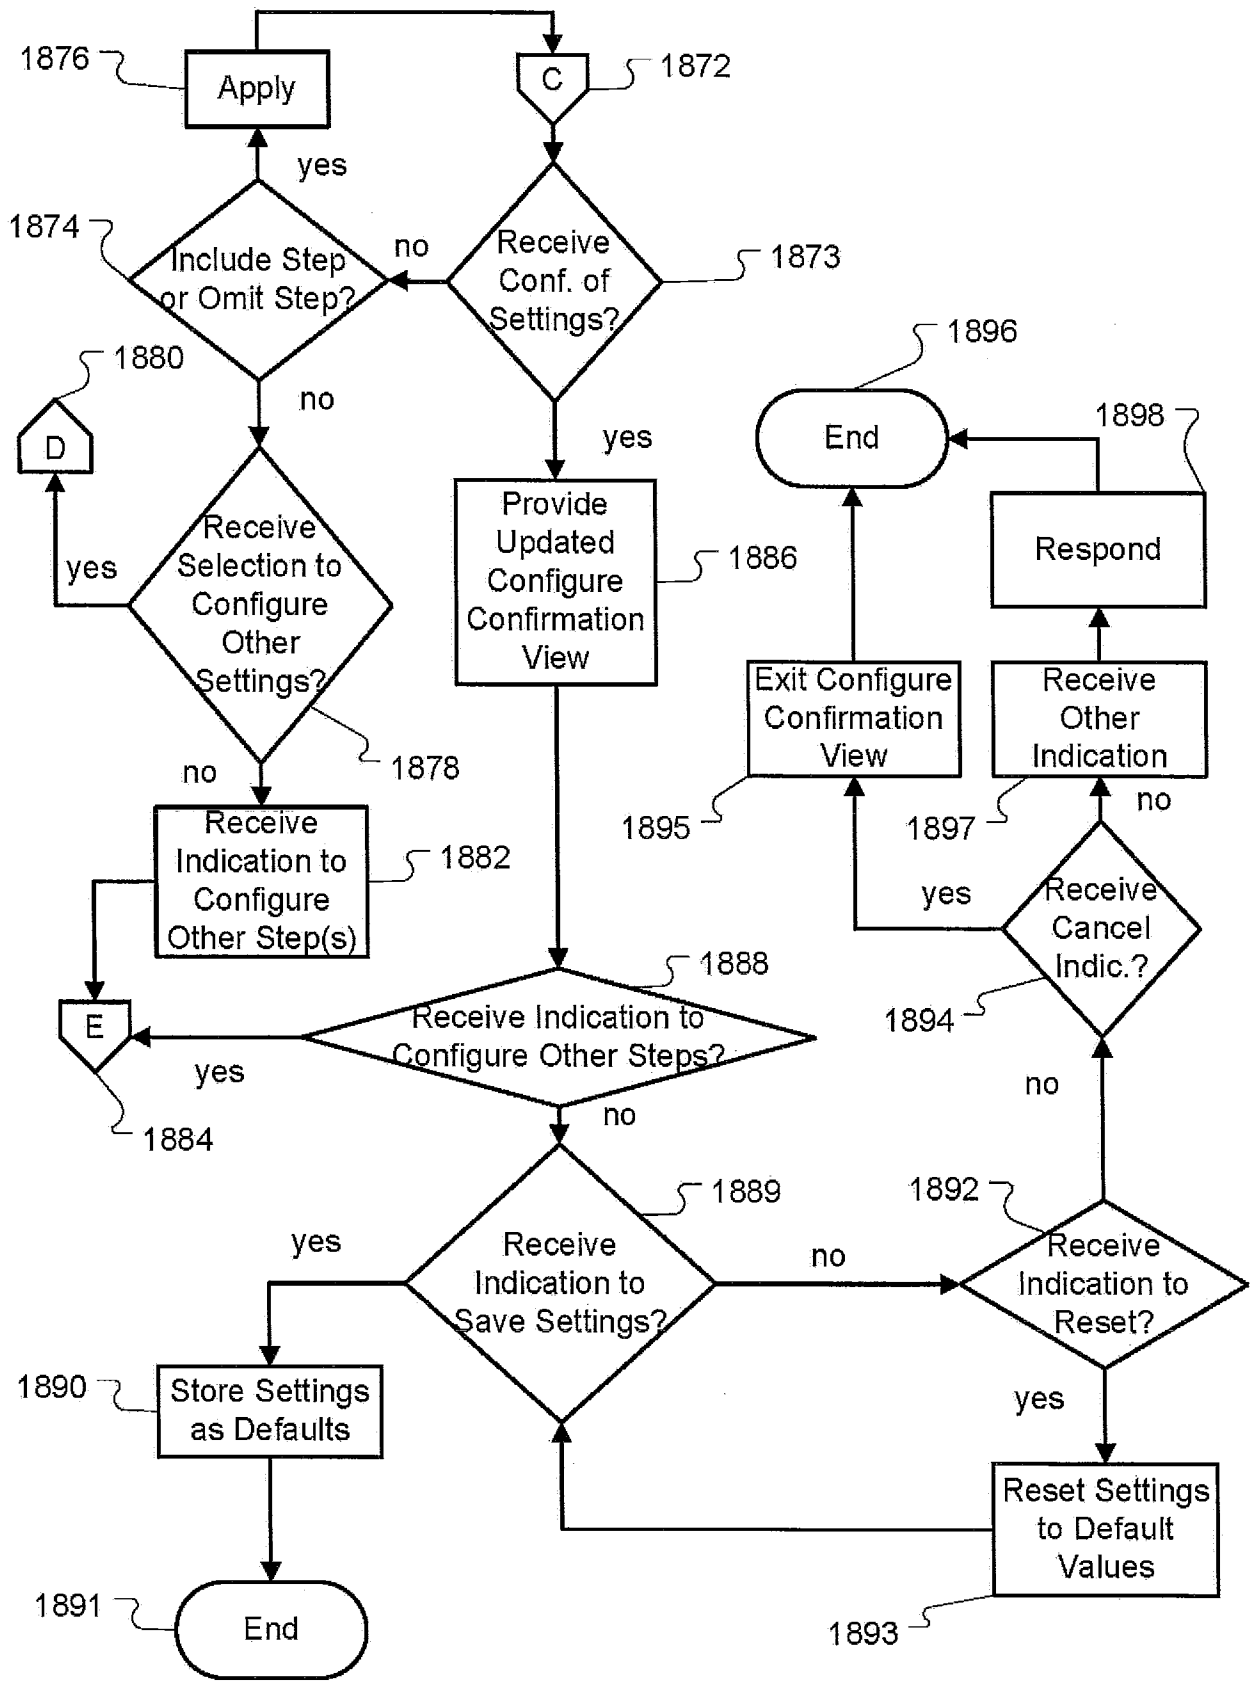 1876
Apply
C
1872
yes
1874
Include Step
or Omit Step?
no
Receive
Conf. of
Settings?
1873
1880
D
no
yes
1896
End
1898
Respond
yes
Receive
Selection to
Configure
Other
Settings?
1878
Provide
Updated
Configure
Confirmation
View
1886
Exit Configure
Confirmation
View
1895
Receive
Other
Indication
1897
no
no
Receive
Indication to
Configure
Other Step(s)
1882
yes
Receive
Cancel
Indic.?
1894
1888
E
yes
Receive Indication to
Configure Other Steps?
1884
no
no
1889
1892
yes
Receive
Indication to
Save Settings?
no
Receive
Indication to
Reset?
1890
Store Settings
as Defaults
yes
Reset Settings
to Default
Values
1893
1891
End